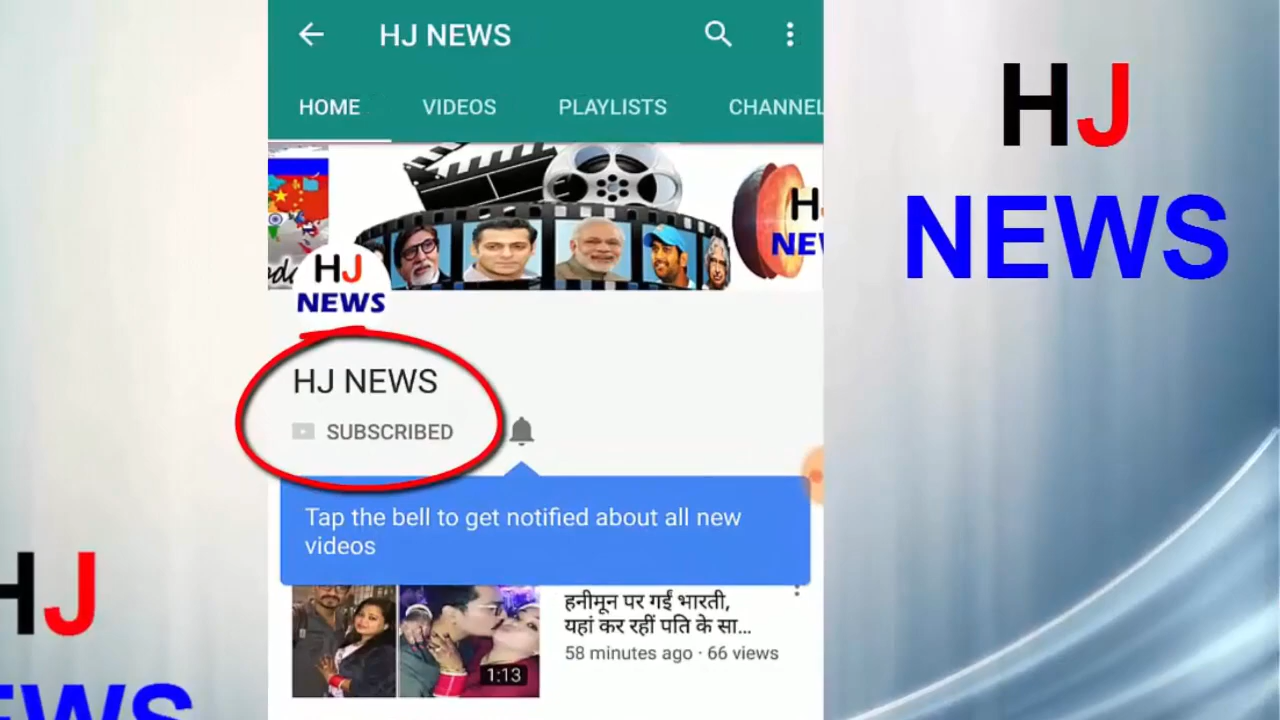 HJ NEWS
HOME VIDEOS PLAYLISTS CHANNEL
HJ
NEWS
HJ
NEWS
HJ NEWS
SUBSCRIBED
Tap the bell to get notified about all new
videos
हनीमून पर गईं भारती,
यहां कर रहीं पति के सा...
58 minutes ago · 66 views
1:13
HJ
NEWS